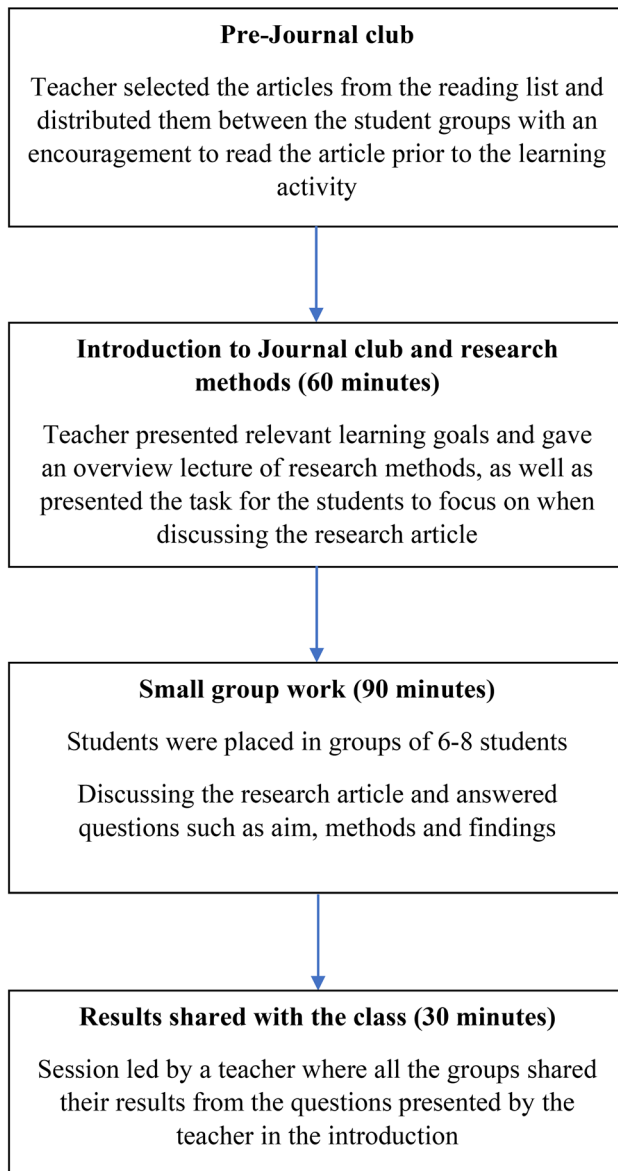 Pre-Journal club
Teacher selected the articles from the reading list and
distributed them between the student groups with an
encouragement to read the article prior to the learning
activity
Introduction to Journal club and research
methods (60 minutes)
Teacher presented relevant learning goals and gave
an overview lecture of research methods, as well as
presented the task for the students to focus on when
discussing the research article
Small group work (90 minutes)
Students were placed in groups of 6-8 students
Discussing the research article and answered
questions such as aim, methods and findings
Results shared with the class (30 minutes)
Session led by a teacher where all the groups shared
their results from the questions presented by the
teacher in the introduction